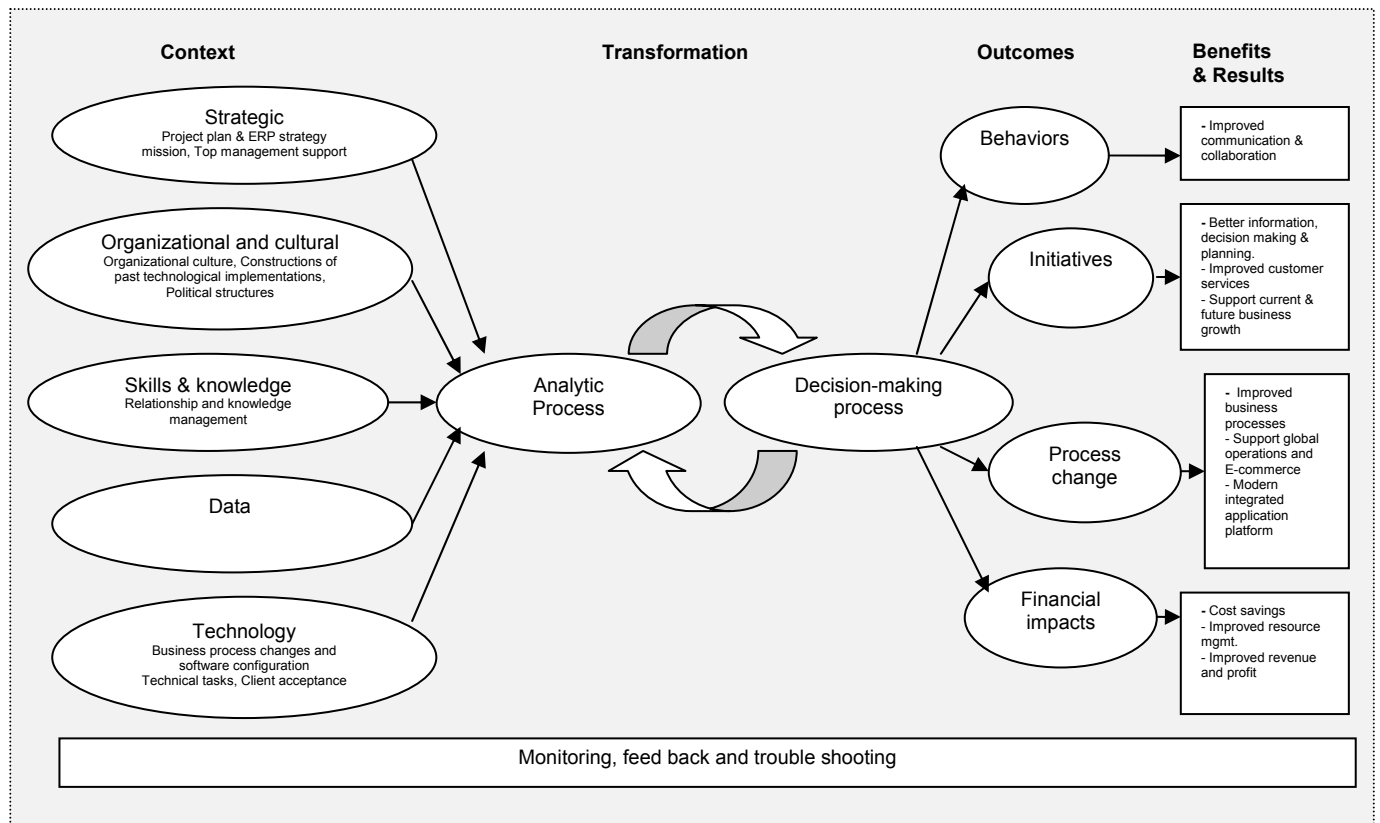 Context
Transformation
Outcomes
Benefits
& Results
Strategic
Project plan & ERP strategy
mission, Top management support
Organizational and cultural
Organizational culture, Constructions of
past technological implementations,
Political structures
Skills & knowledge
Relationship and knowledge
management
Data
Technology
Business process changes and
software configuration
Technical tasks, Client acceptance
Analytic
Process
Decision-making
process
Behaviors
Initiatives
Process
change
Financial
impacts
- Improved
communication &
collaboration
- Better information,
decision making &
planning.
- Improved customer
services
- Support current &
future business
growth
- Improved
business
processes
- Support global
operations and
E-commerce
- Modern
integrated
application
platform
- Cost savings
- Improved resource
mgmt.
- Improved revenue
and profit
Monitoring, feed back and trouble shooting